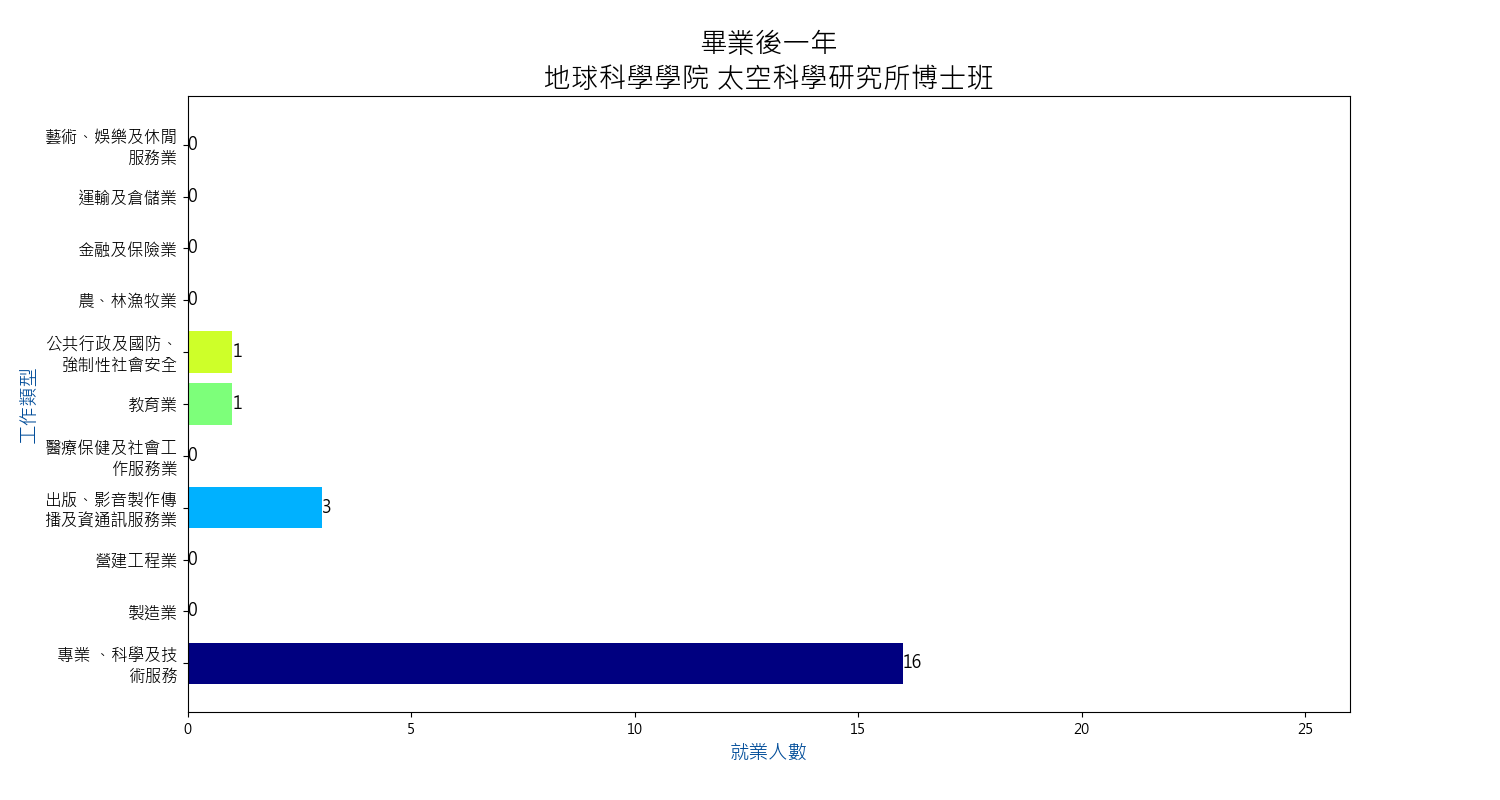 畢業後一年
地球科學學院 太空科學研究所博士班
藝術、娛樂及休閒
服務業
0
運輸及倉儲業
0
金融及保險業
0
農、林漁牧業
0
公共行政及國防、
強制性社會安全
1
教育業
1
醫療保健及社會工
作服務業
0
出版、影音製作傳
播及資通訊服務業
3
營建工程業
0
製造業
0
專業 、科學及技
術服務
16
工作類型
0 5 10 15 20 25
就業人數